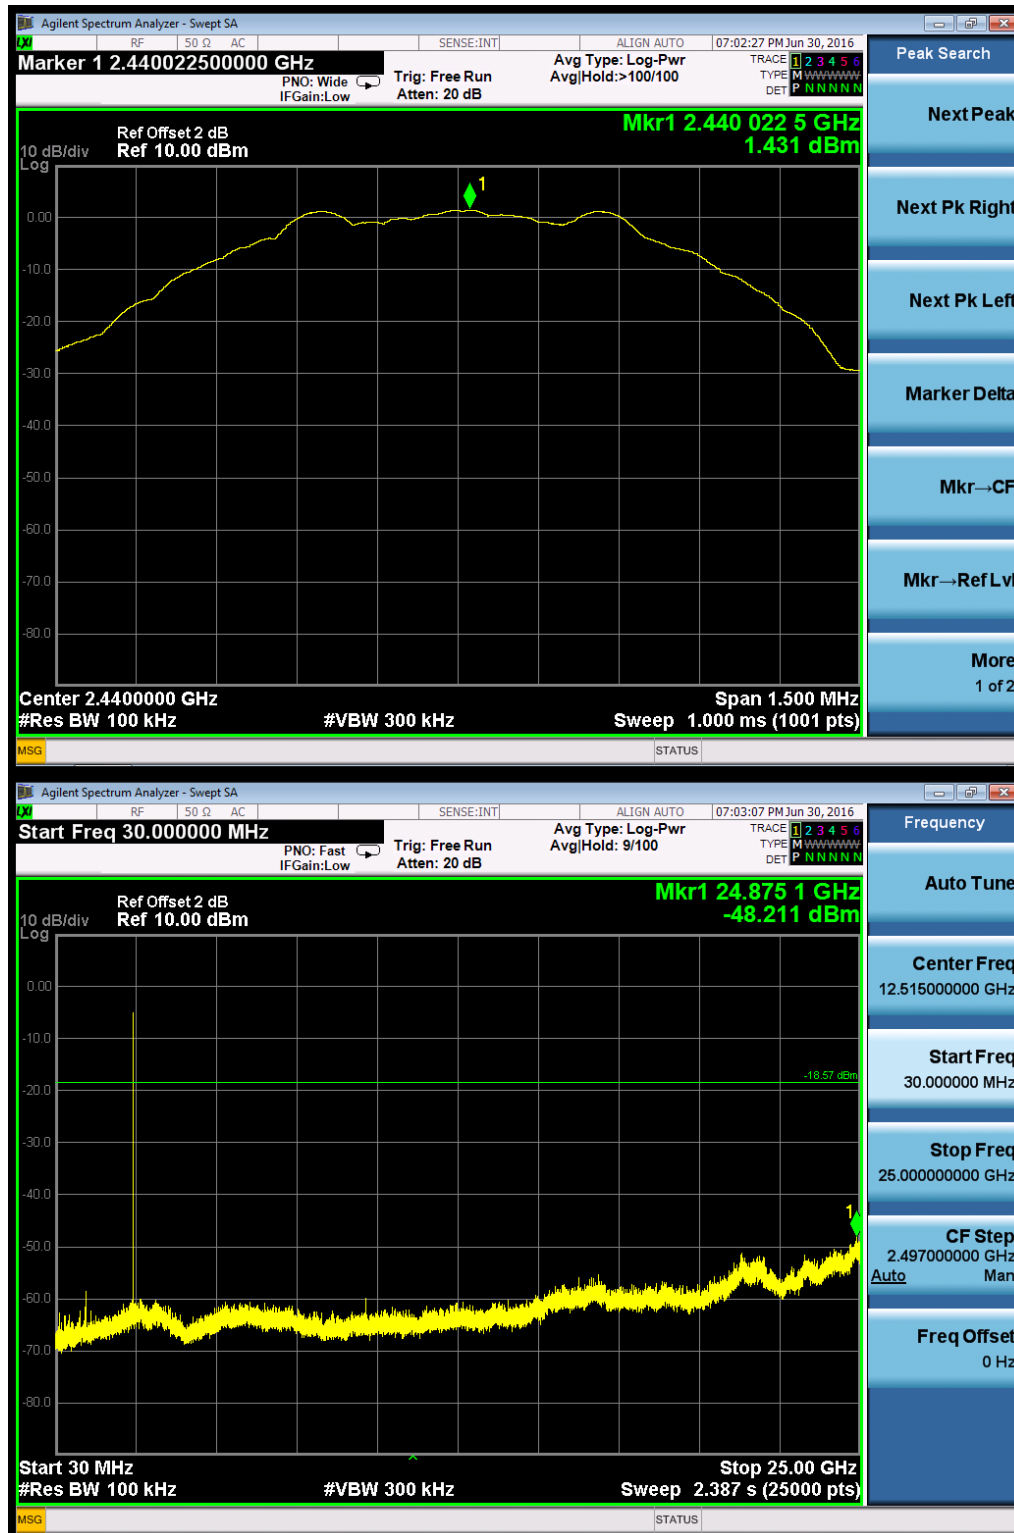 Agilent Spectrum Analyzer - Swept SA
LXI RF 50 Ω AC SENSE:INT ALIGN AUTO 07:02:27 PM Jun 30, 2016
Marker 1 2.440022500000 GHz
PNO: Wide
IFGain:Low
Trig: Free Run
Atten: 20 dB
Avg Type: Log-Pwr
Avg|Hold:>100/100
TRACE 1 2 3 4 5 6
TYPE M WWWWW
DET P N N N N N
Ref Offset 2 dB
Ref 10.00 dBm
10 dB/div
Log
Mkr1 2.440 022 5 GHz
1.431 dBm
1
0.00
-10.0
-20.0
-30.0
-40.0
-50.0
-60.0
-70.0
-80.0
Center 2.4400000 GHz
Span 1.500 MHz
#Res BW 100 kHz
#VBW 300 kHz
Sweep 1.000 ms (1001 pts)
MSG
STATUS
Peak Search
Next Peak
Next Pk Right
Next Pk Left
Marker Delta
Mkr→CF
Mkr→Ref Lvl
More
1 of 2
Agilent Spectrum Analyzer - Swept SA
LXI RF 50 Ω AC SENSE:INT ALIGN AUTO 07:03:07 PM Jun 30, 2016
Start Freq 30.000000 MHz
PNO: Fast
IFGain:Low
Trig: Free Run
Atten: 20 dB
Avg Type: Log-Pwr
Avg|Hold: 9/100
TRACE 1 2 3 4 5 6
TYPE M WWWWW
DET P N N N N N
Ref Offset 2 dB
Ref 10.00 dBm
10 dB/div
Log
Mkr1 24.875 1 GHz
-48.211 dBm
0.00
-10.0
-18.57 dBm
-20.0
-30.0
-40.0
1
-50.0
-60.0
-70.0
-80.0
Start 30 MHz
Stop 25.00 GHz
#Res BW 100 kHz
#VBW 300 kHz
Sweep 2.387 s (25000 pts)
MSG
STATUS
Frequency
Auto Tune
Center Freq
12.515000000 GHz
Start Freq
30.000000 MHz
Stop Freq
25.000000000 GHz
CF Step
2.497000000 GHz
Auto Man
Freq Offset
0 Hz